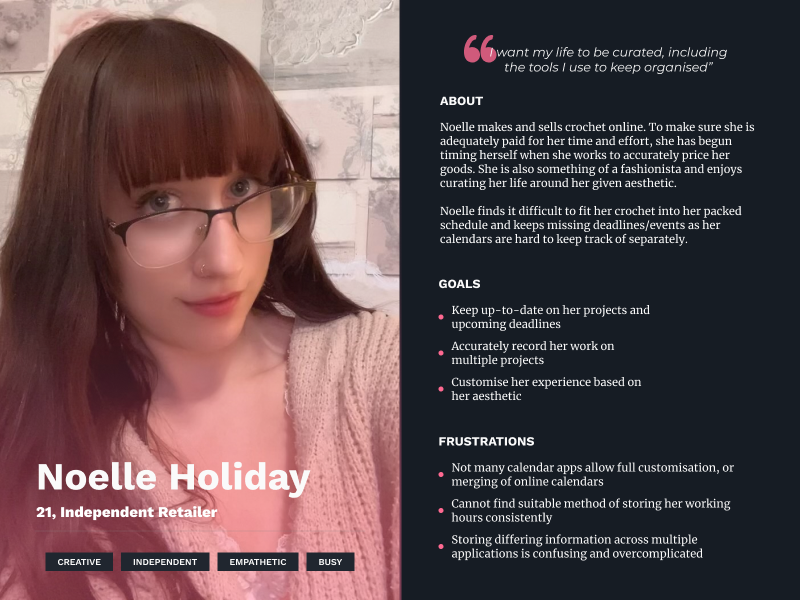 “I want my life to be curated, including
the tools I use to keep organised”
ABOUT
Noelle makes and sells crochet online. To make sure she is
adequately paid for her time and effort, she has begun
timing herself when she works to accurately price her
goods. She is also something of a fashionista and enjoys
curating her life around her given aesthetic.
Noelle finds it difficult to fit her crochet into her packed
schedule and keeps missing deadlines/events as her
calendars are hard to keep track of separately.
GOALS
Keep up-to-date on her projects and
upcoming deadlines
Accurately record her work on
multiple projects
Customise her experience based on
her aesthetic
FRUSTRATIONS
Not many calendar apps allow full customisation, or
merging of online calendars
Cannot find suitable method of storing her working
hours consistently
Storing differing information across multiple
applications is confusing and overcomplicated
Noelle Holiday
21, Independent Retailer
CREATIVE INDEPENDENT EMPATHETIC BUSY